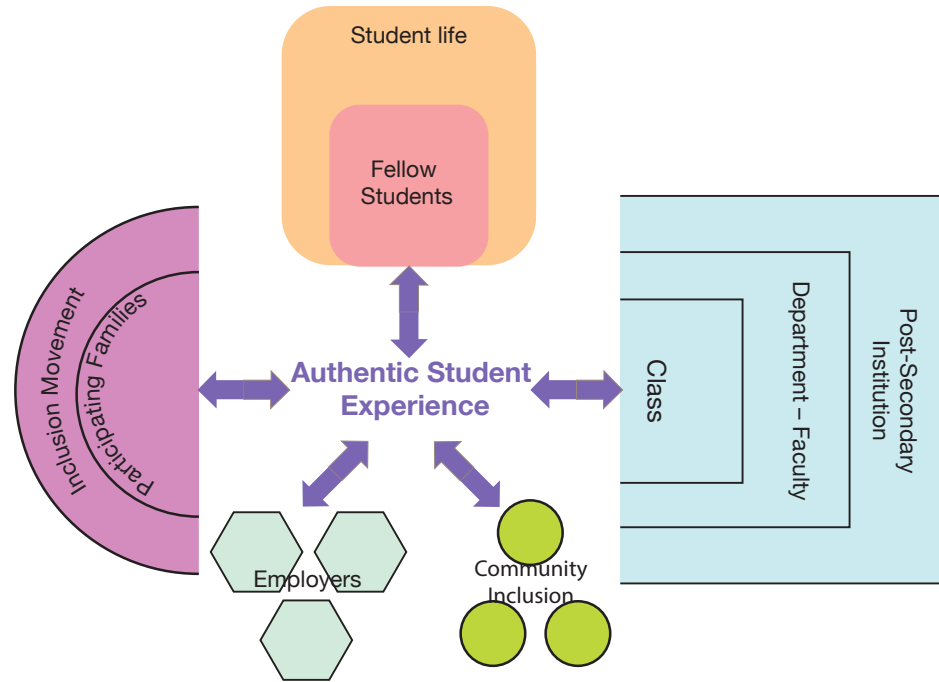 Student life
Fellow
Students
Inclusion Movement
Participating Families
Authentic Student
Experience
Class
Department – Faculty
Post-Secondary
Institution
Employers
Community
Inclusion